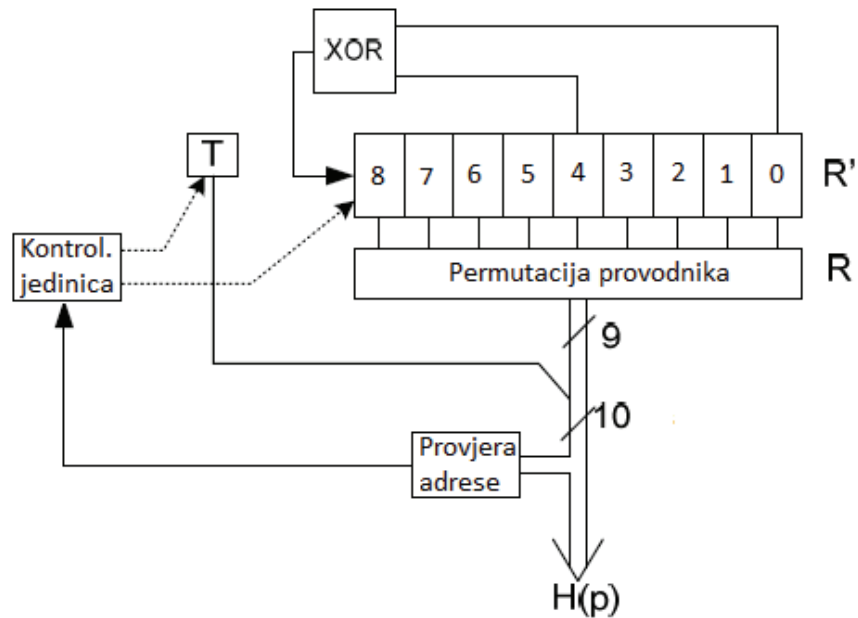 XOR
T
8 7 6 5 4 3 2 1 0
R'
Kontrol.
jedinica
Permutacija provodnika
R
9
10
Provjera
adrese
H(p)